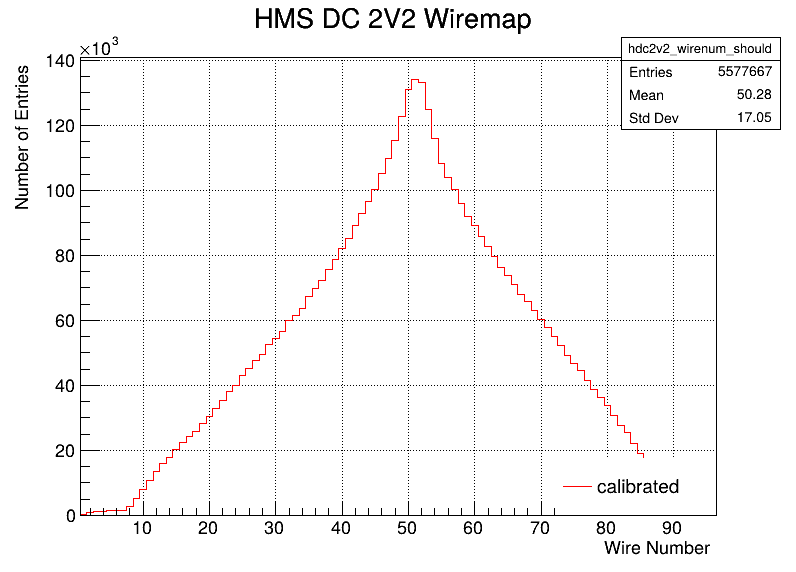 HMS DC 2V2 Wiremap
×10³
hdc2v2_wirenum_should
Entries 5577667
Mean 50.28
Std Dev 17.05
Number of Entries
140
120
100
80
60
40
20
0
calibrated
10 20 30 40 50 60 70 80 90
Wire Number